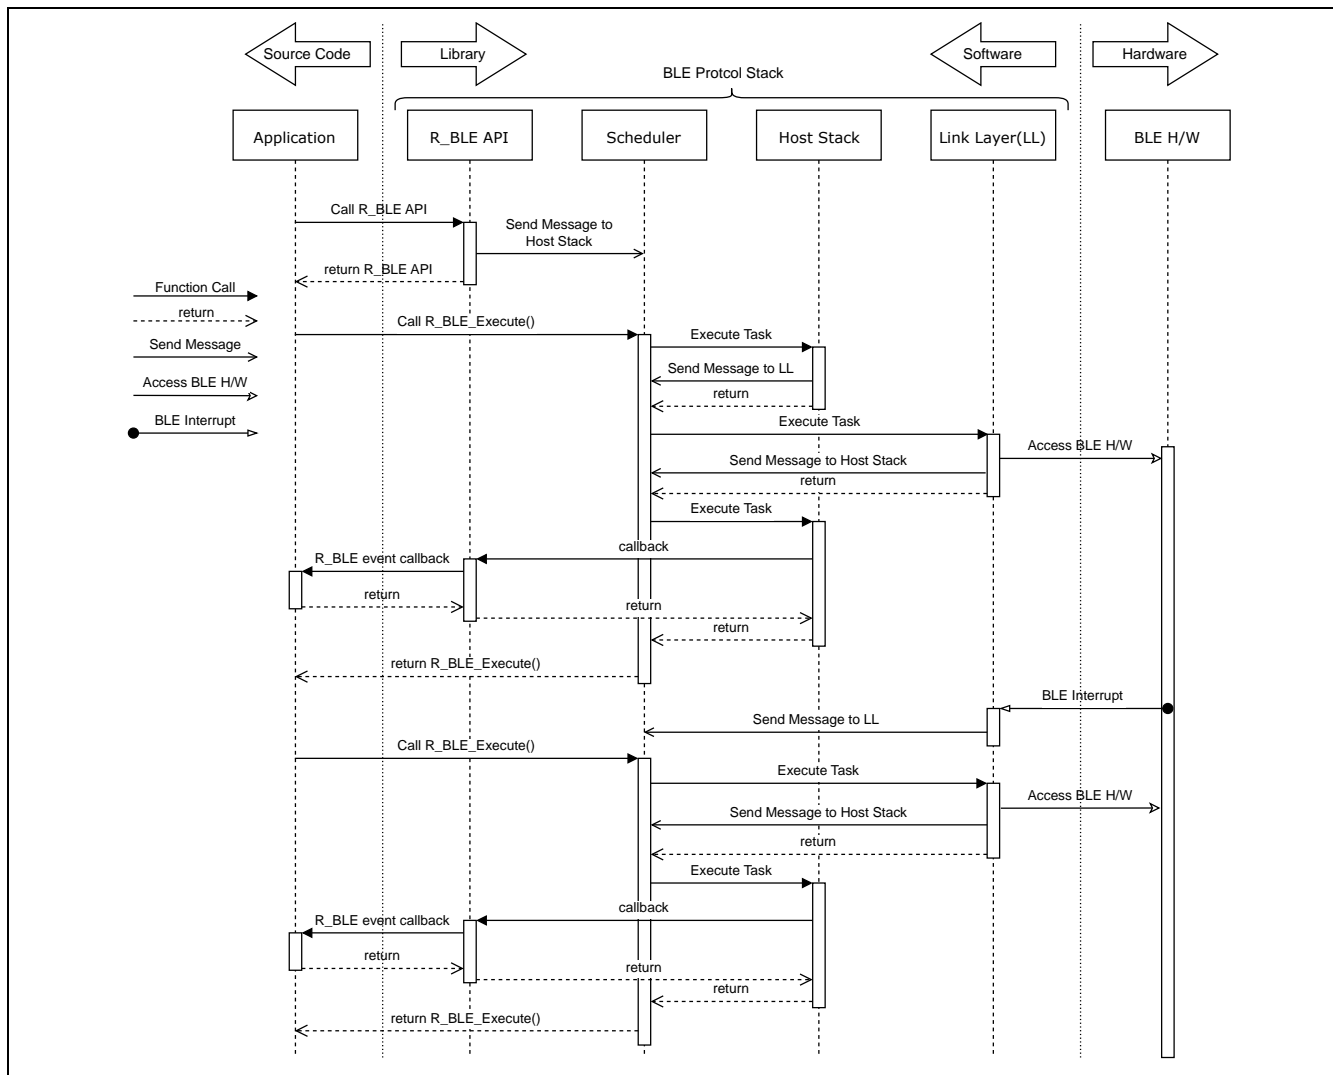 Source Code
Library
Software
Hardware
BLE Protcol Stack
Application
R_BLE API
Scheduler
Host Stack
Link Layer(LL)
BLE H/W
Call R_BLE API
Send Message to
Host Stack
return R_BLE API
Function Call
return
Send Message
Access BLE H/W
BLE Interrupt
Call R_BLE_Execute()
Execute Task
Send Message to LL
return
Execute Task
Access BLE H/W
Send Message to Host Stack
return
Execute Task
callback
R_BLE event callback
return
return
return
return R_BLE_Execute()
BLE Interrupt
Send Message to LL
Call R_BLE_Execute()
Execute Task
Access BLE H/W
Send Message to Host Stack
return
Execute Task
callback
R_BLE event callback
return
return
return
return R_BLE_Execute()